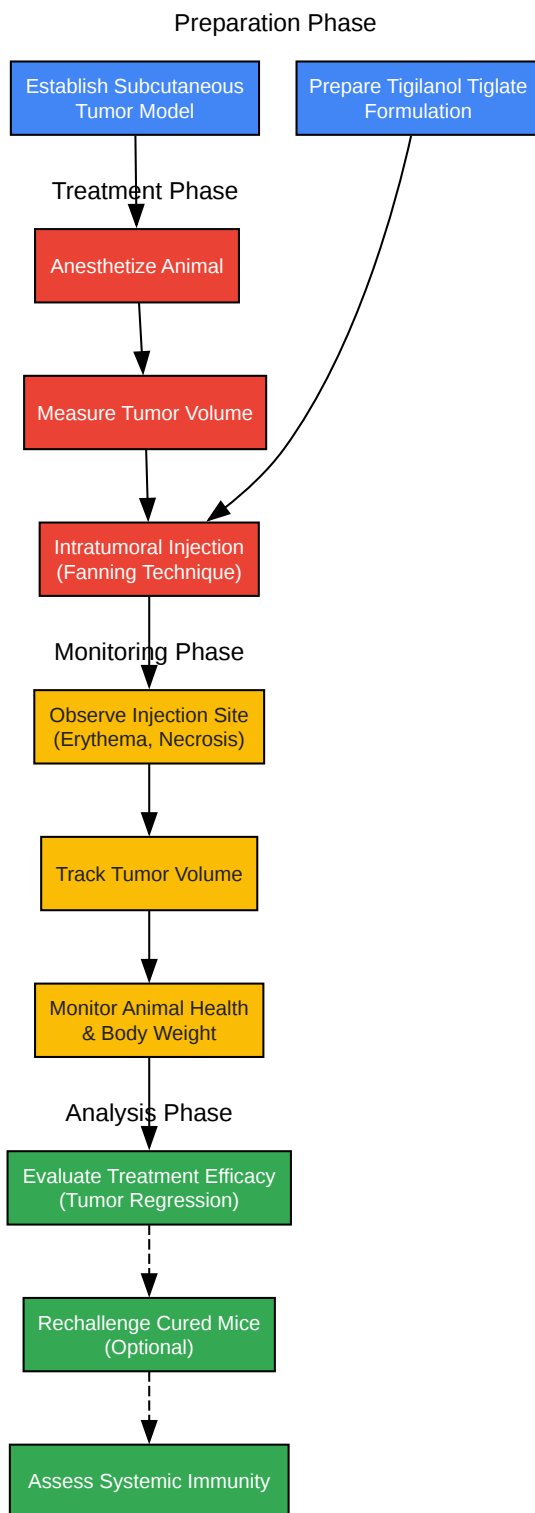 Preparation Phase
Establish Subcutaneous
Tumor Model
Prepare Tigilanol Tiglate
Formulation
Treatment Phase
Anesthetize Animal
Measure Tumor Volume
Intratumoral Injection
(Fanning Technique)
Monitoring Phase
Observe Injection Site
(Erythema, Necrosis)
Track Tumor Volume
Monitor Animal Health
& Body Weight
Analysis Phase
Evaluate Treatment Efficacy
(Tumor Regression)
Rechallenge Cured Mice
(Optional)
Assess Systemic Immunity